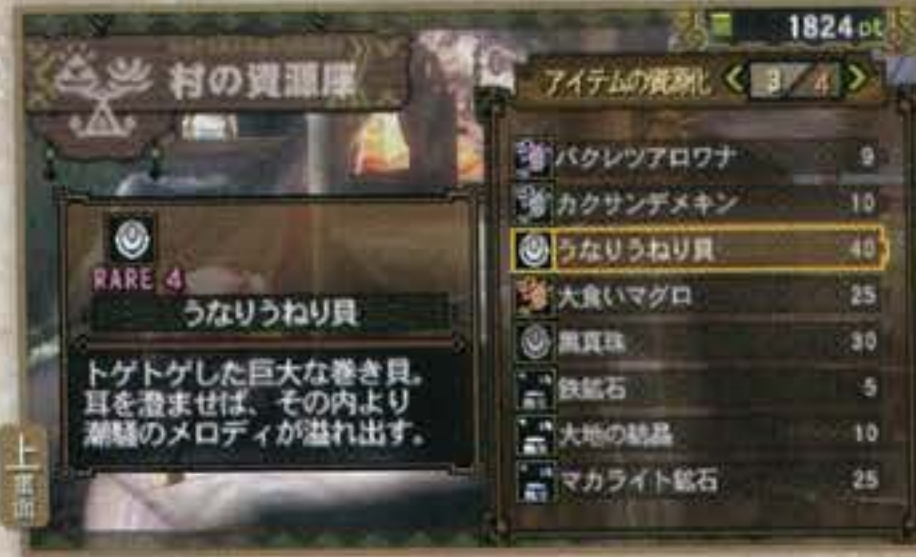 1824pt
村の資源庫
アイテムの資源化 3/4
RARE 4
うなりうねり貝
トゲトゲした巨大な巻き貝。
耳を澄ませば、その内より
潮騒のメロディが溢れ出す。
バクレツアロワナ 9
カクサンデメキン 10
うなりうねり貝 40
大食いマグロ 25
黒真珠 30
鉄鉱石 5
大地の結晶 10
マカライト鉱石 25
上画面